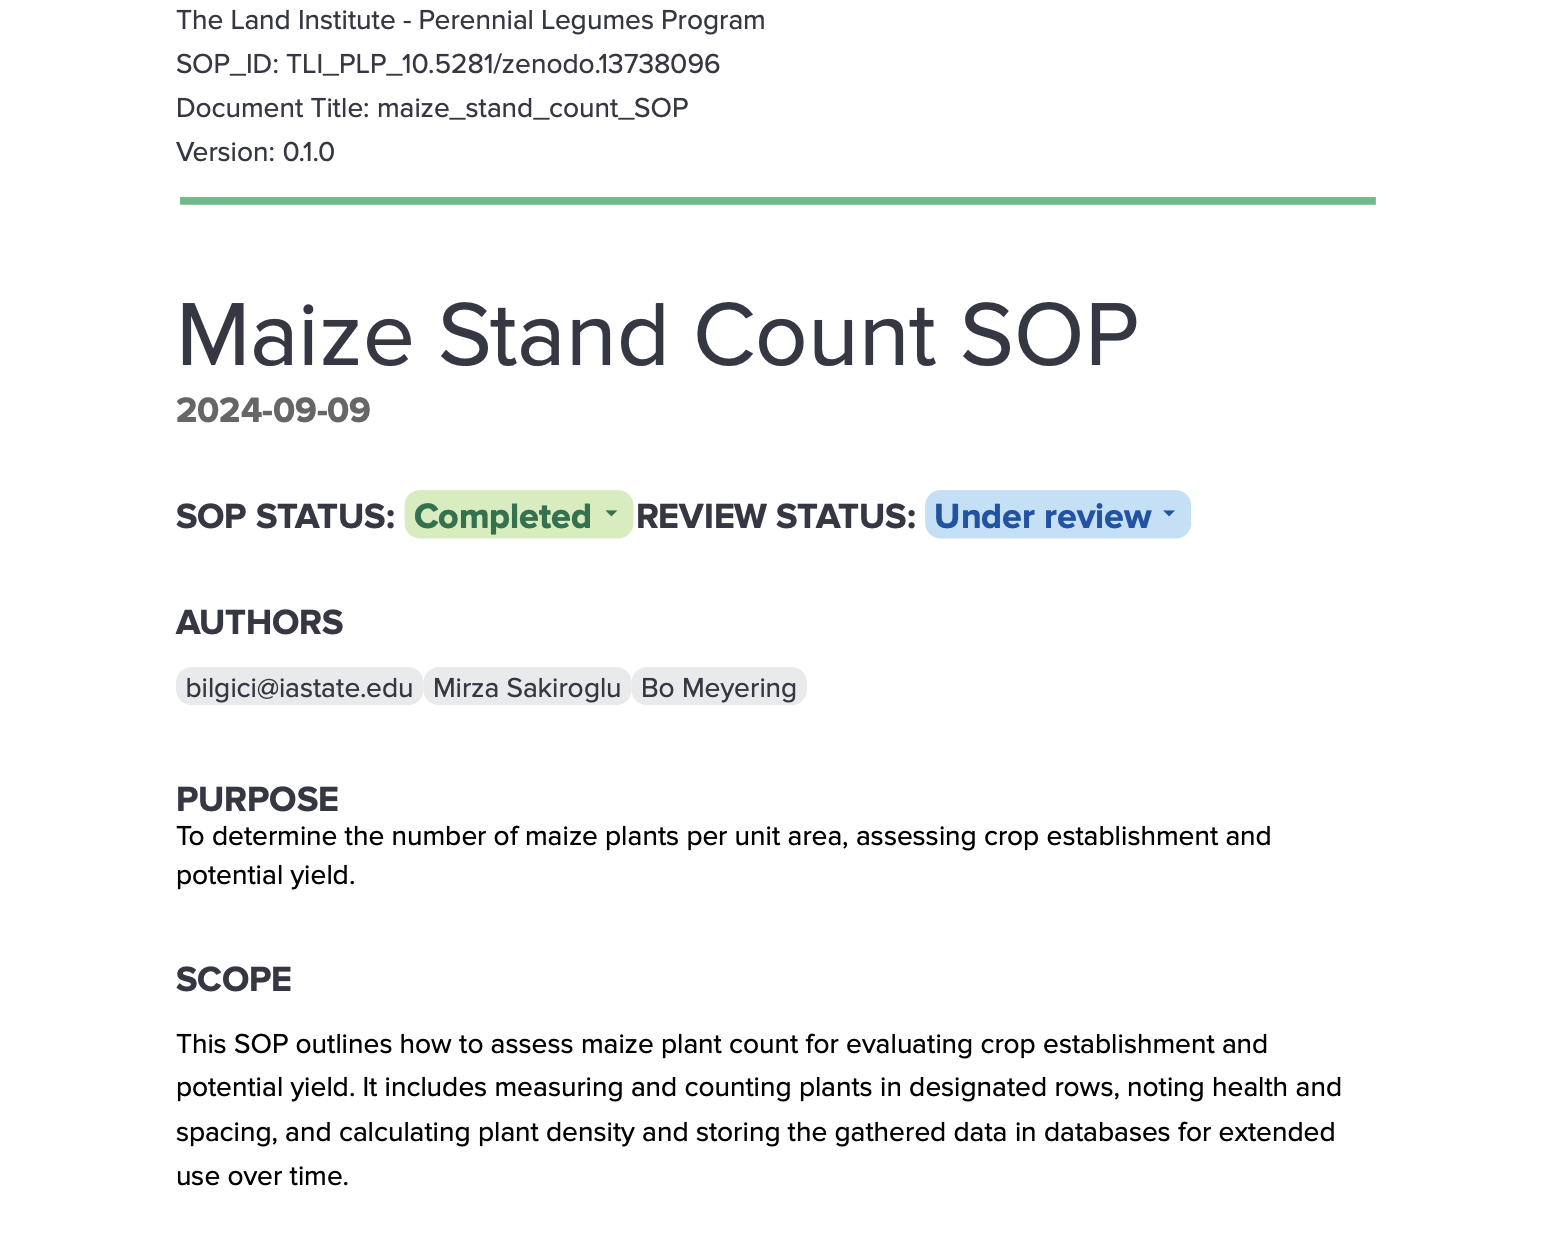 The Land Institute - Perennial Legumes Program
SOP_ID: TLI_PLP_10.5281/zenodo.13738096
Document Title: maize_stand_count_SOP
Version: 0.1.0
Maize Stand Count SOP
2024-09-09
SOP STATUS: Completed REVIEW STATUS: Under review
AUTHORS
bilgici@iastate.edu Mirza Sakiroglu Bo Meyering
PURPOSE
To determine the number of maize plants per unit area, assessing crop establishment and
potential yield.
SCOPE
This SOP outlines how to assess maize plant count for evaluating crop establishment and
potential yield. It includes measuring and counting plants in designated rows, noting health and
spacing, and calculating plant density and storing the gathered data in databases for extended
use over time.